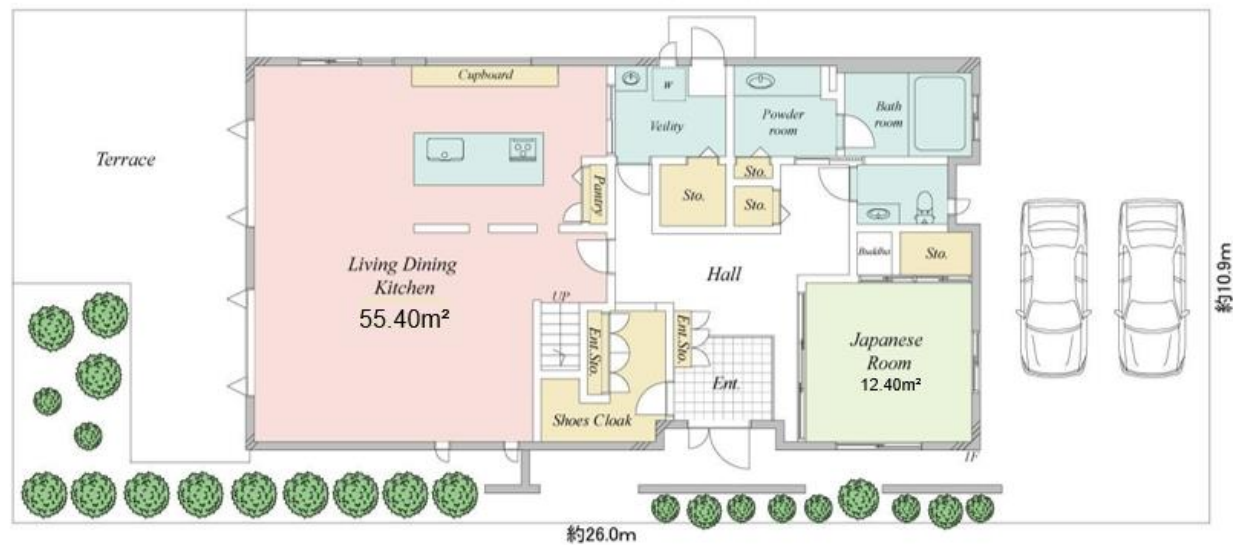 Cupboard
W
Veility
Powder
room
Bath
room
Terrace
Pantry
Sto.
Sto.
Sto.
Living Dining
Kitchen
55.40m²
Hall
Buddha
Sto.
UP
Ent.Sto.
Ent.Sto.
Japanese
Room
12.40m²
Ent.
Shoes Cloak
1F
約10.9m
約26.0m